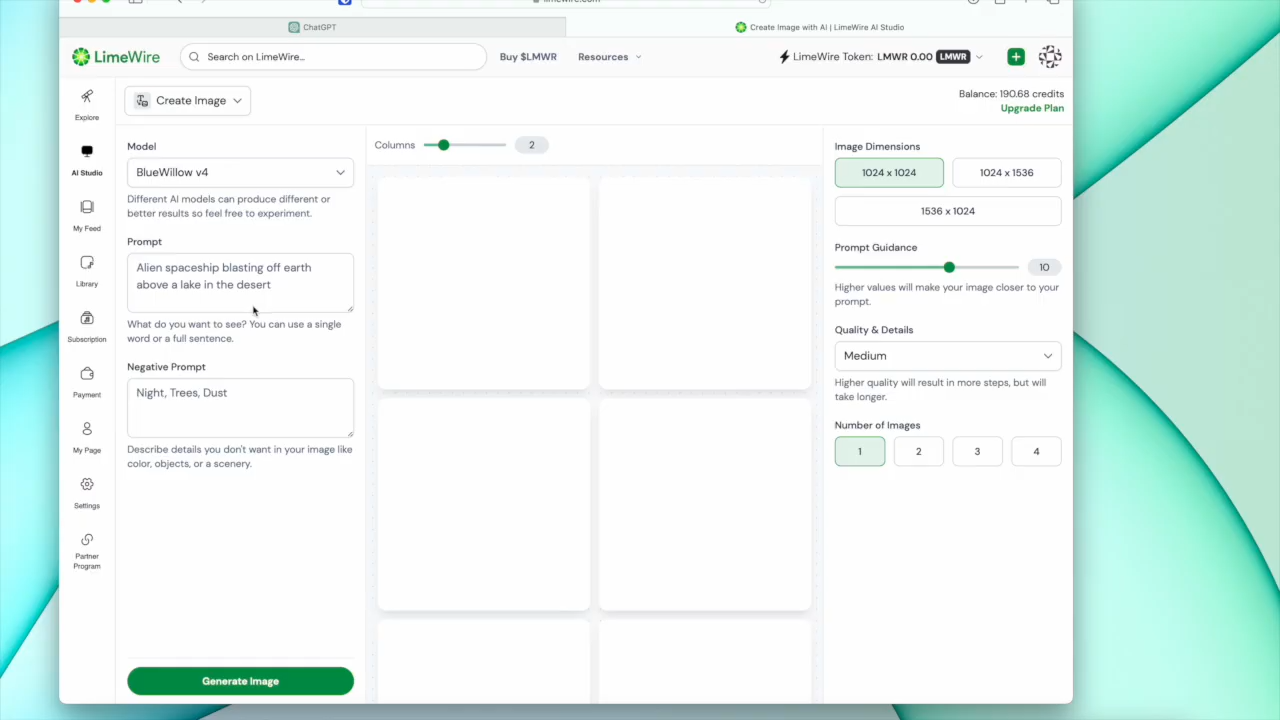 limewire.com
ChatGPT
Create Image with AI | LimeWire AI Studio
LimeWire
Search on LimeWire...
Buy $LMWR
Resources
LimeWire Token: LMWR 0.00 LMWR
Explore
AI Studio
My Feed
Library
Subscription
Payment
My Page
Settings
Partner
Program
Create Image
Balance: 190.68 credits
Upgrade Plan
Model
BlueWillow v4
Different AI models can produce different or
better results so feel free to experiment.
Prompt
Alien spaceship blasting off earth
above a lake in the desert
What do you want to see? You can use a single
word or a full sentence.
Negative Prompt
Night, Trees, Dust
Describe details you don't want in your image like
color, objects, or a scenery.
Generate Image
Columns
2
Image Dimensions
1024 x 1024
1024 x 1536
1536 x 1024
Prompt Guidance
10
Higher values will make your image closer to your
prompt.
Quality & Details
Medium
Higher quality will result in more steps, but will
take longer.
Number of Images
1
2
3
4